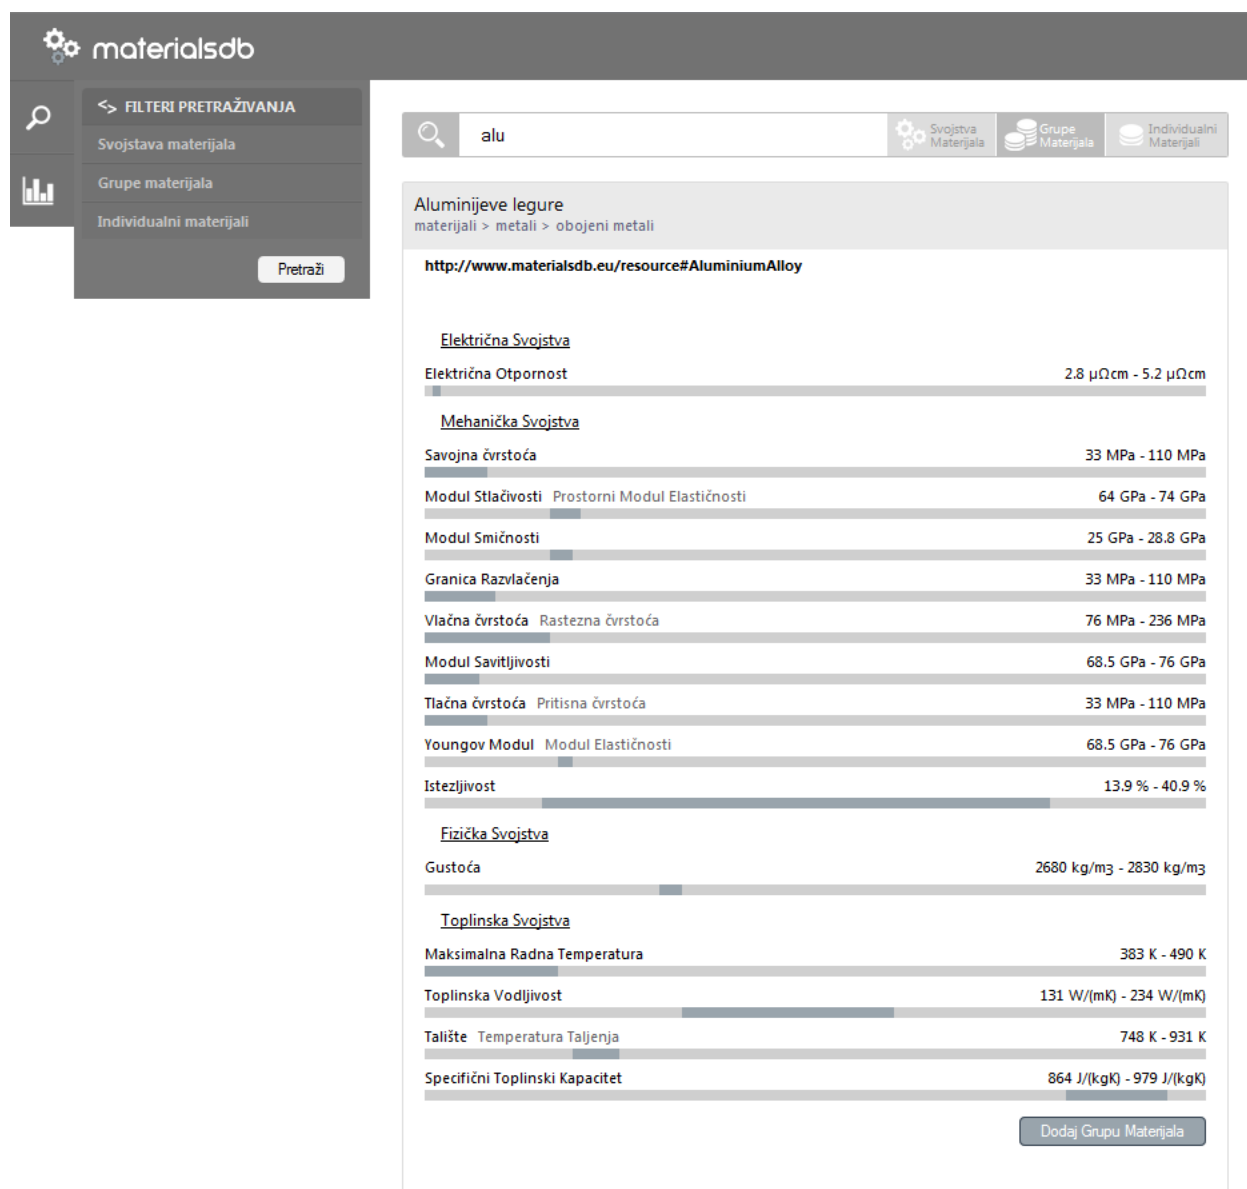 materialsdb
<> FILTERI PRETRAŽIVANJA
Svojstava materijala
Grupe materijala
Individualni materijali
Pretraži
alu
Svojstva
Materijala
Grupe
Materijala
Individualni
Materijali
Aluminijeve legure
materijali > metali > obojeni metali
http://www.materialsdb.eu/resource#AluminiumAlloy
Električna Svojstva
Električna Otpornost 2.8 µΩcm - 5.2 µΩcm
Mehanička Svojstva
Savojna čvrstoća 33 MPa - 110 MPa
Modul Stlačivosti Prostorni Modul Elastičnosti 64 GPa - 74 GPa
Modul Smičnosti 25 GPa - 28.8 GPa
Granica Razvlačenja 33 MPa - 110 MPa
Vlačna čvrstoća Rastezna čvrstoća 76 MPa - 236 MPa
Modul Savitljivosti 68.5 GPa - 76 GPa
Tlačna čvrstoća Pritisna čvrstoća 33 MPa - 110 MPa
Youngov Modul Modul Elastičnosti 68.5 GPa - 76 GPa
Istezljivost 13.9 % - 40.9 %
Fizička Svojstva
Gustoća 2680 kg/m3 - 2830 kg/m3
Toplinska Svojstva
Maksimalna Radna Temperatura 383 K - 490 K
Toplinska Vodljivost 131 W/(mK) - 234 W/(mK)
Talište Temperatura Taljenja 748 K - 931 K
Specifični Toplinski Kapacitet 864 J/(kgK) - 979 J/(kgK)
Dodaj Grupu Materijala